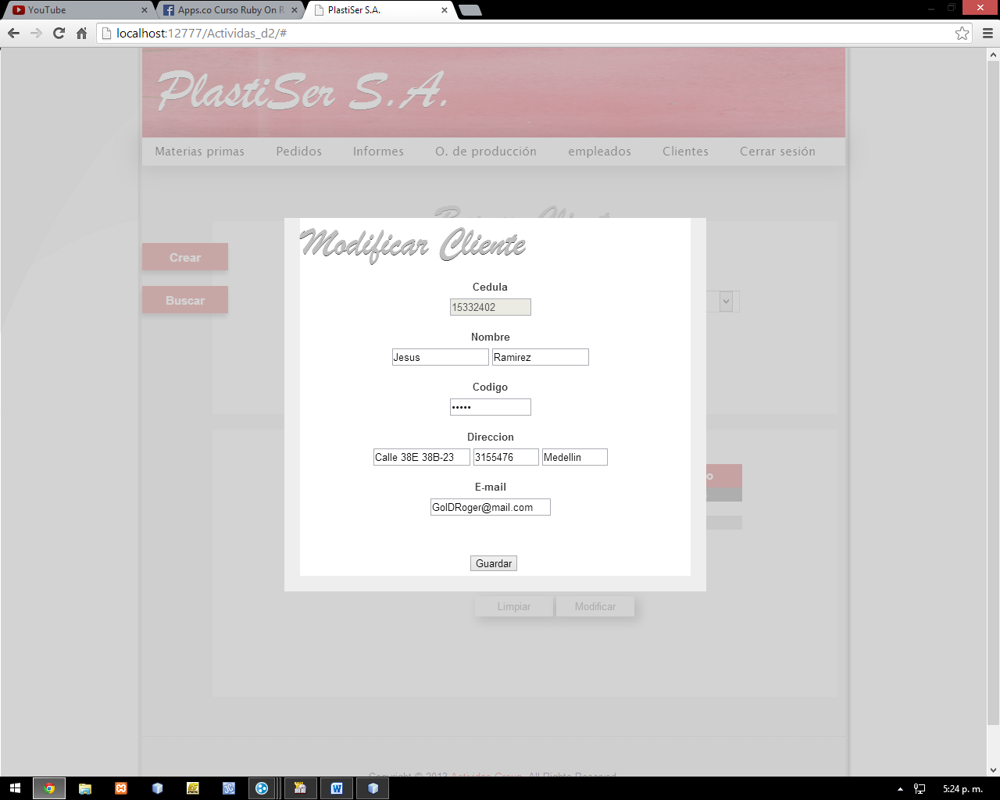 YouTube
Apps.co Curso Ruby On R
PlastiSer S.A.
localhost:12777/Actividas_d2/#
PlastiSer S.A.
Materias primas Pedidos Informes O. de producción empleados Clientes Cerrar sesión
Modificar Cliente
Crear
Buscar
Cedula
15332402
Nombre
Jesus Ramirez
Codigo
•••••
Direccion
Calle 38E 38B-23 3155476 Medellin
E-mail
GolDRoger@mail.com
Guardar
Limpiar Modificar
Copyright © 2013 Actividas Group. All Rights Reserved
5:24 p. m.